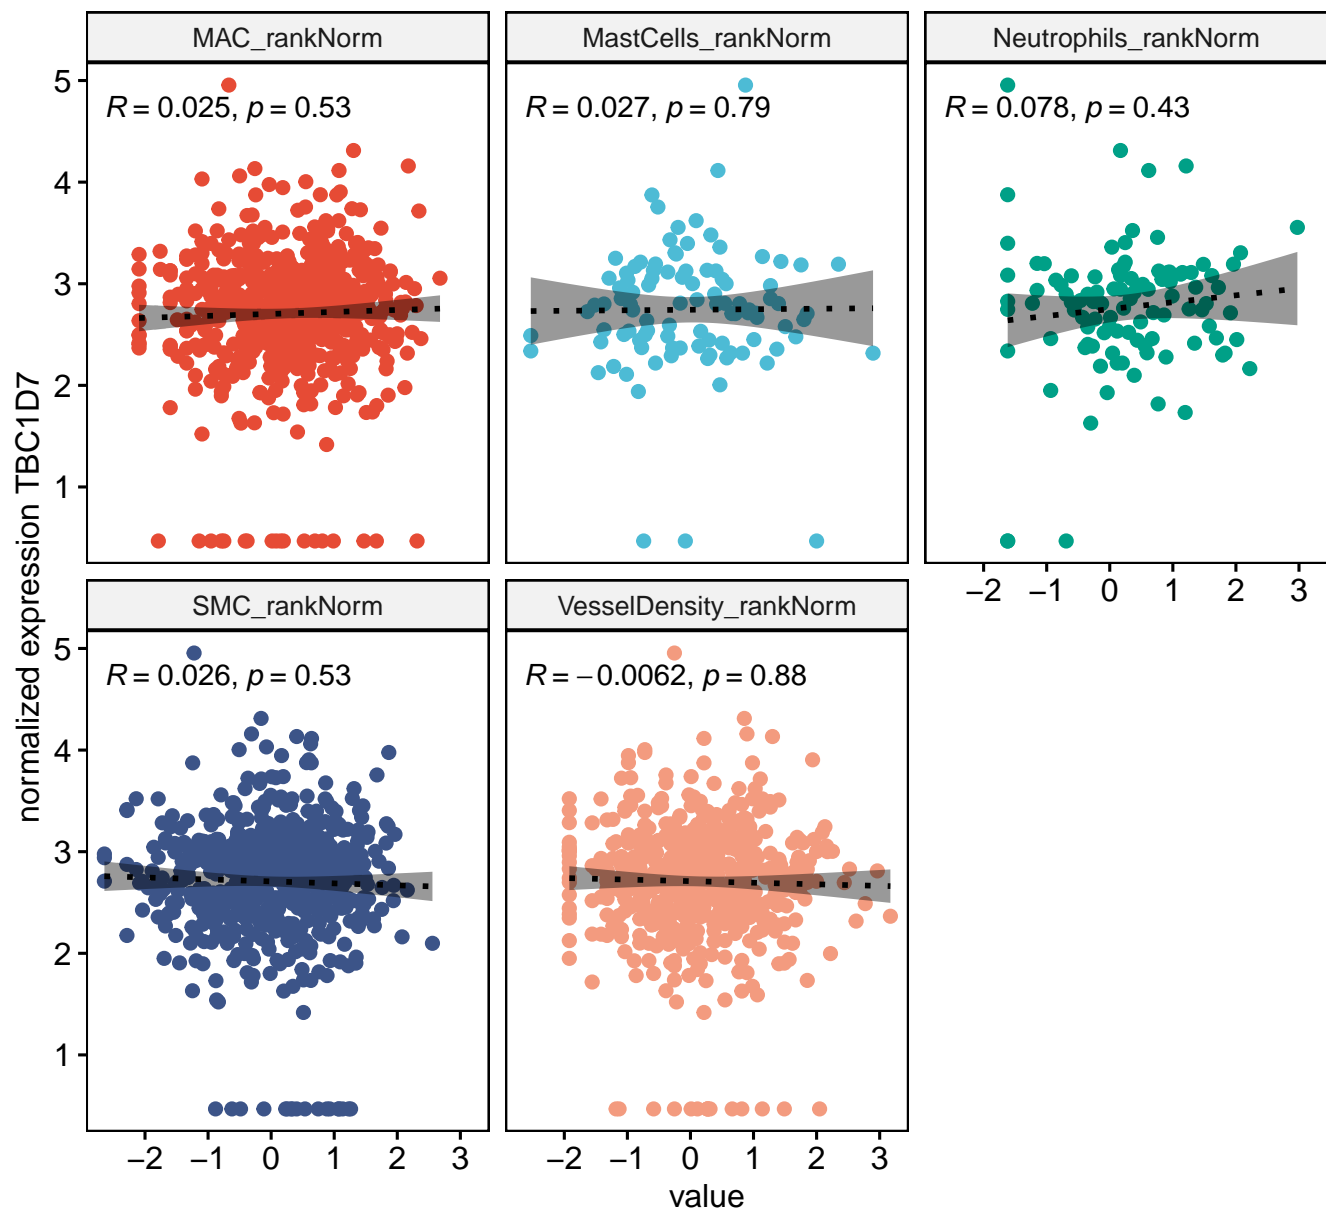 MAC_rankNorm
MastCells_rankNorm
Neutrophils_rankNorm
R = 0.025, p = 0.53
R = 0.027, p = 0.79
R = 0.078, p = 0.43
5
4
3
2
1
−2 −1 0 1 2 3
SMC_rankNorm
VesselDensity_rankNorm
R = 0.026, p = 0.53
R = −0.0062, p = 0.88
5
4
3
2
1
−2 −1 0 1 2 3
−2 −1 0 1 2 3
value
normalized expression TBC1D7